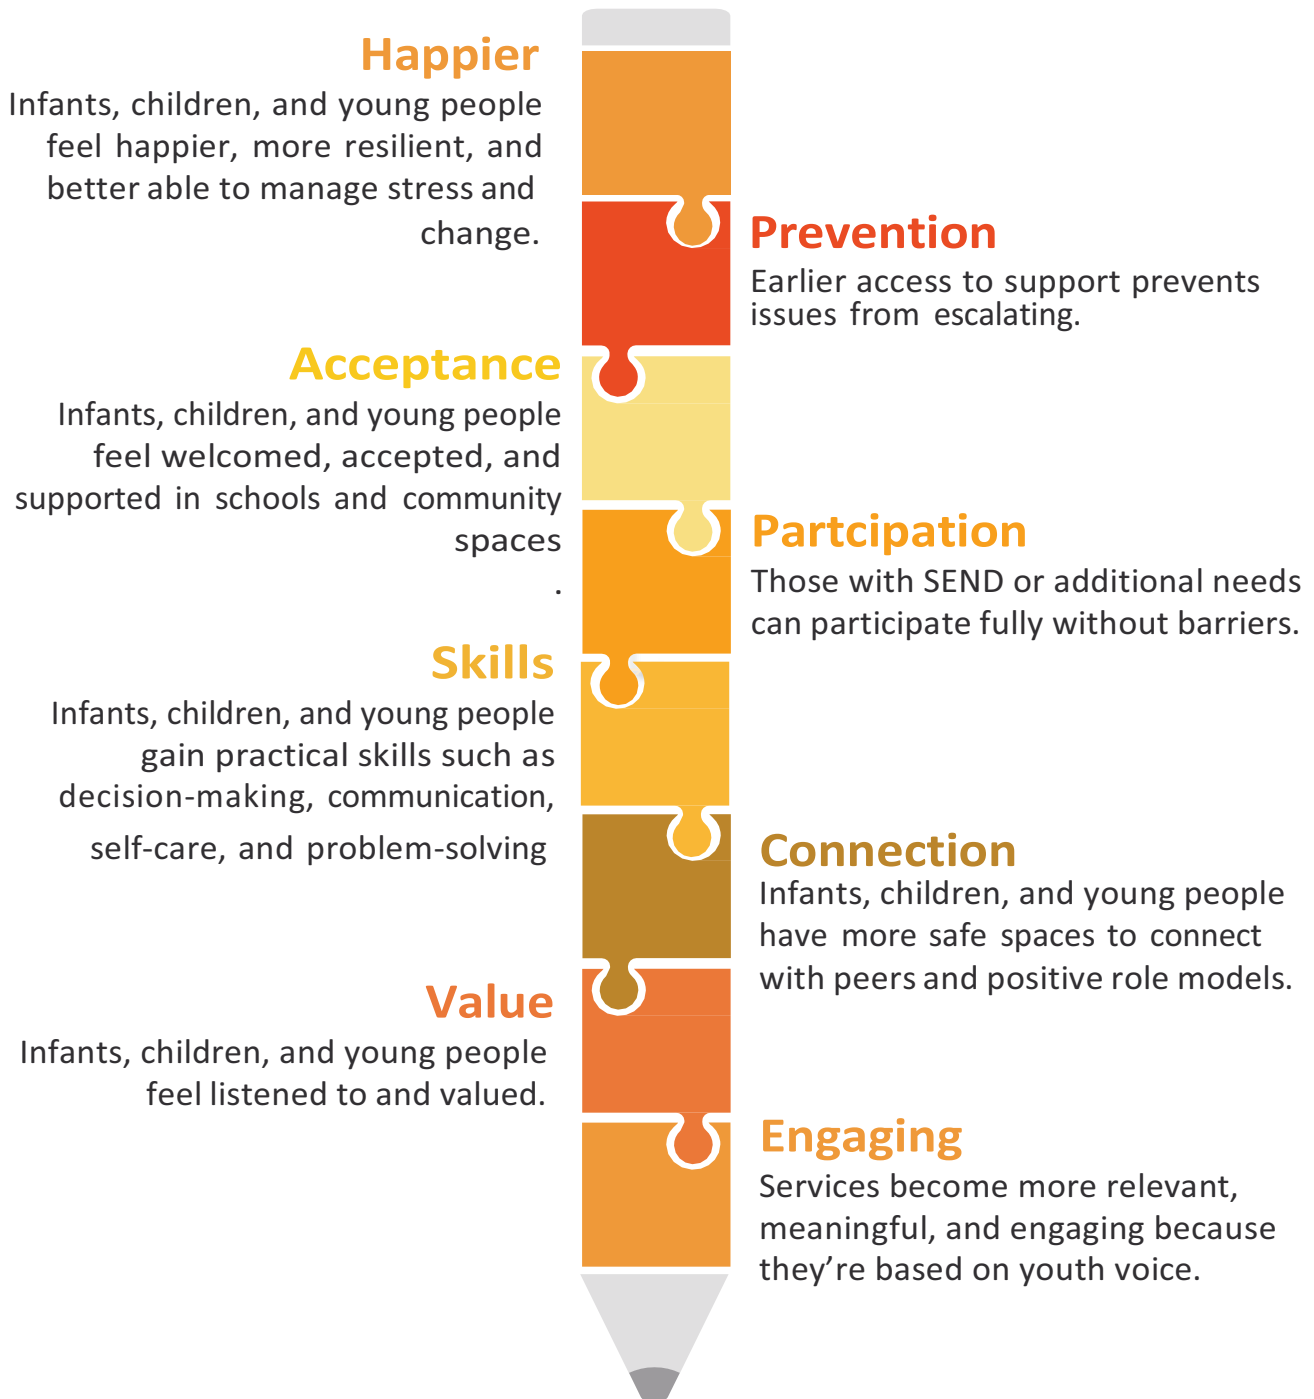 Happier
Infants, children, and young people
feel happier, more resilient, and
better able to manage stress and
change.
Prevention
Earlier access to support prevents
issues from escalating.
Acceptance
Infants, children, and young people
feel welcomed, accepted, and
supported in schools and community
spaces
.
Partcipation
Those with SEND or additional needs
can participate fully without barriers.
Skills
Infants, children, and young people
gain practical skills such as
decision-making, communication,
self-care, and problem-solving
Connection
Infants, children, and young people
have more safe spaces to connect
with peers and positive role models.
Value
Infants, children, and young people
feel listened to and valued.
Engaging
Services become more relevant,
meaningful, and engaging because
they’re based on youth voice.